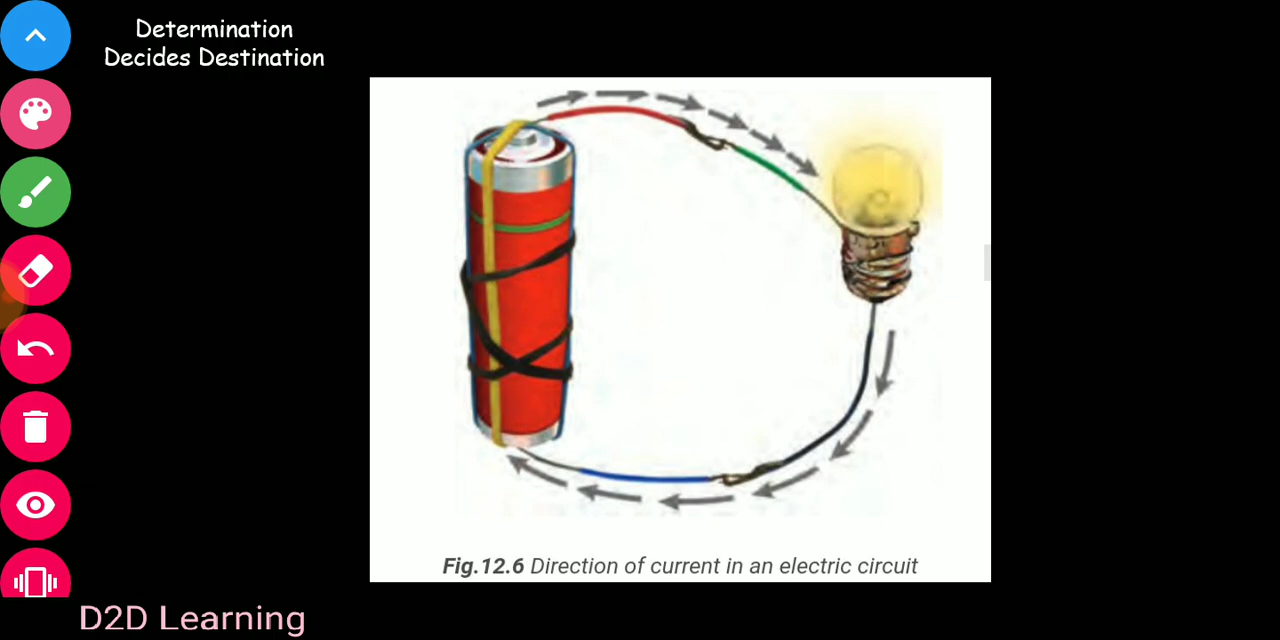 Determination
Decides Destination
Fig.12.6 Direction of current in an electric circuit
D2D Learning